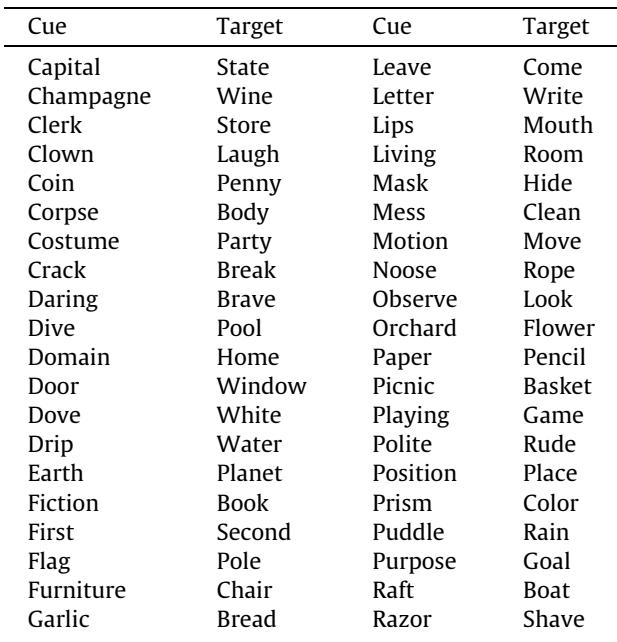 Cue Target Cue Target
Capital State Leave Come
Champagne Wine Letter Write
Clerk Store Lips Mouth
Clown Laugh Living Room
Coin Penny Mask Hide
Corpse Body Mess Clean
Costume Party Motion Move
Crack Break Noose Rope
Daring Brave Observe Look
Dive Pool Orchard Flower
Domain Home Paper Pencil
Door Window Picnic Basket
Dove White Playing Game
Drip Water Polite Rude
Earth Planet Position Place
Fiction Book Prism Color
First Second Puddle Rain
Flag Pole Purpose Goal
Furniture Chair Raft Boat
Garlic Bread Razor Shave